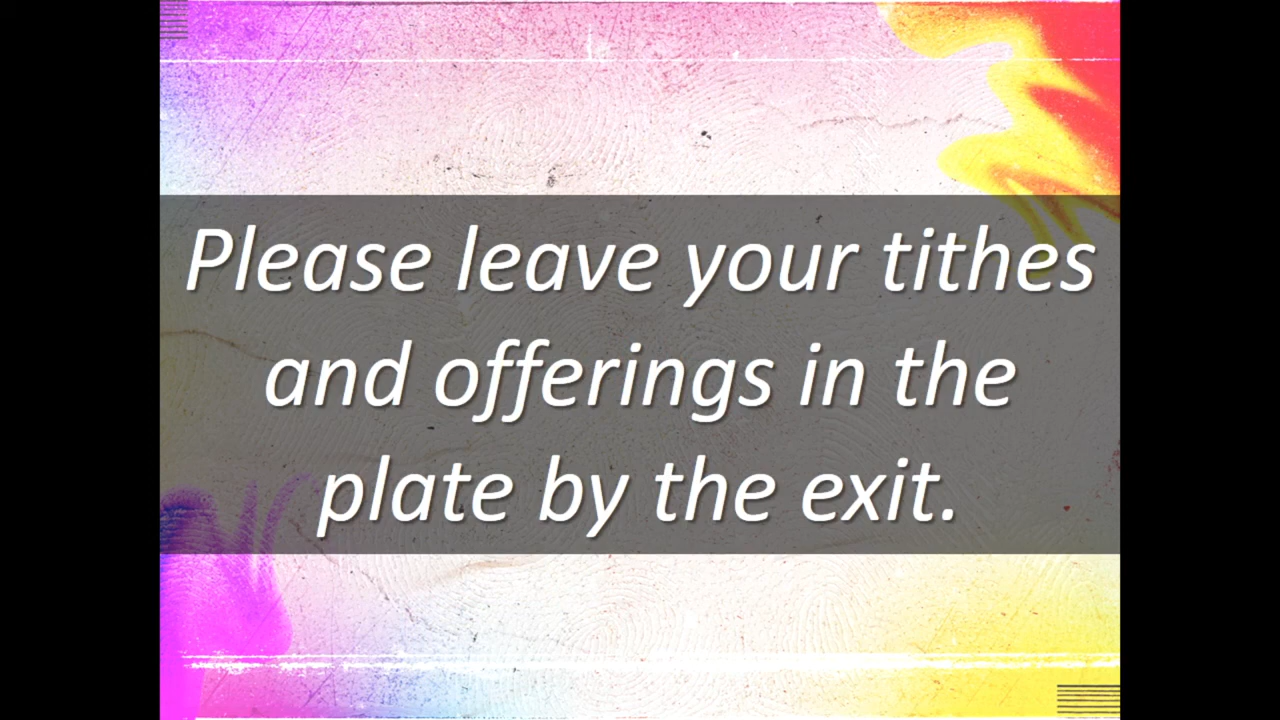 Please leave your tithes
and offerings in the
plate by the exit.